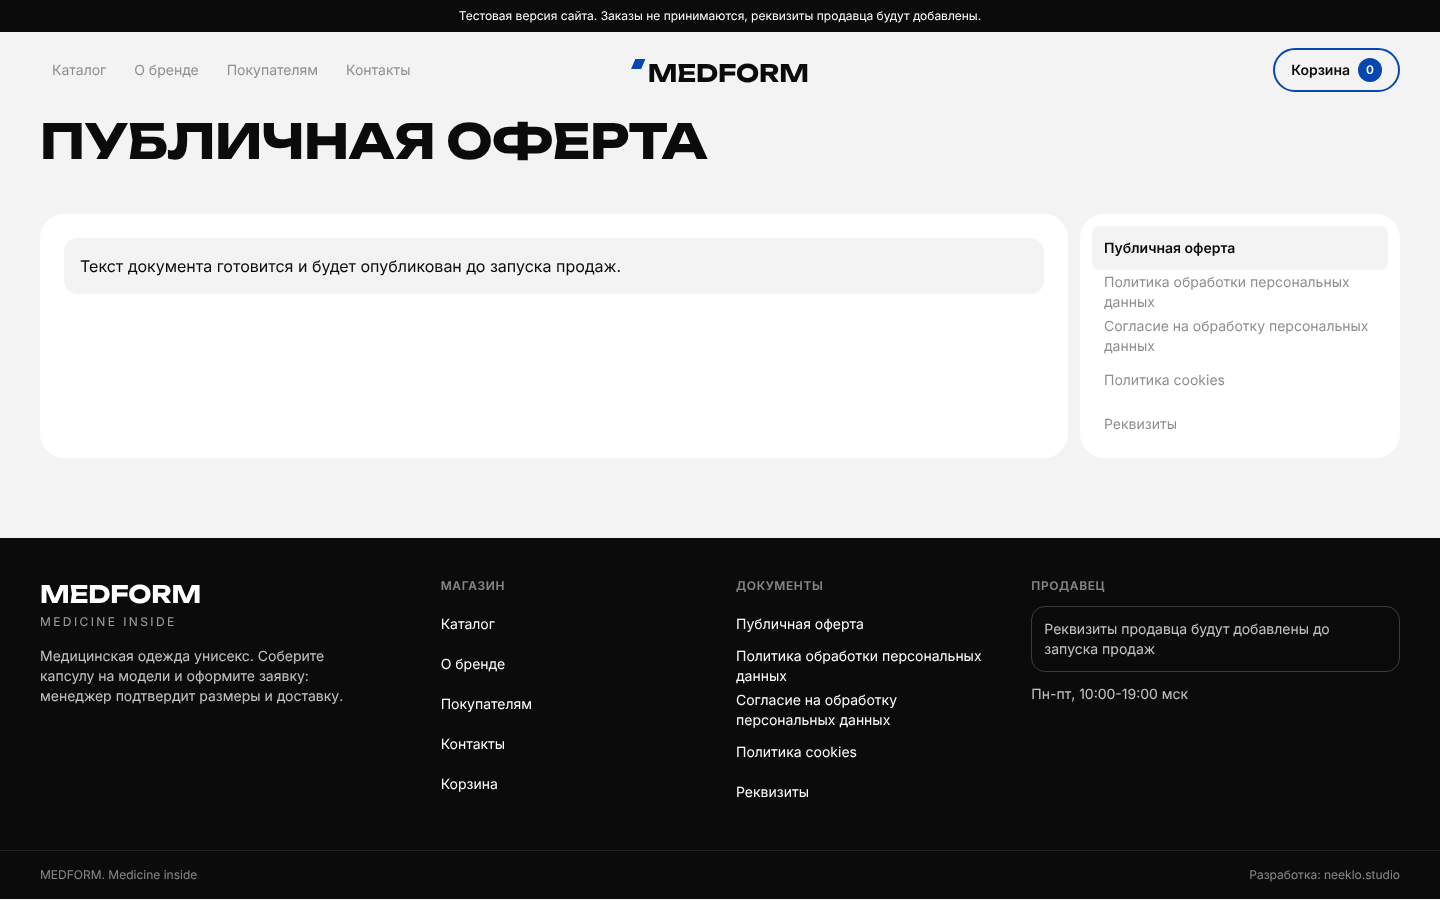 Тестовая версия сайта. Заказы не принимаются, реквизиты продавца будут добавлены.
Каталог
О бренде
Покупателям
Контакты
MEDFORM
Корзина 0
ПУБЛИЧНАЯ ОФЕРТА
Текст документа готовится и будет опубликован до запуска продаж.
Публичная оферта
Политика обработки персональных
данных
Согласие на обработку персональных
данных
Политика cookies
Реквизиты
MEDFORM
MEDICINE INSIDE
Медицинская одежда унисекс. Соберите
капсулу на модели и оформите заявку:
менеджер подтвердит размеры и доставку.
МАГАЗИН
Каталог
О бренде
Покупателям
Контакты
Корзина
ДОКУМЕНТЫ
Публичная оферта
Политика обработки персональных
данных
Согласие на обработку
персональных данных
Политика cookies
Реквизиты
ПРОДАВЕЦ
Реквизиты продавца будут добавлены до
запуска продаж
Пн-пт, 10:00-19:00 мск
MEDFORM. Medicine inside
Разработка: neeklo.studio